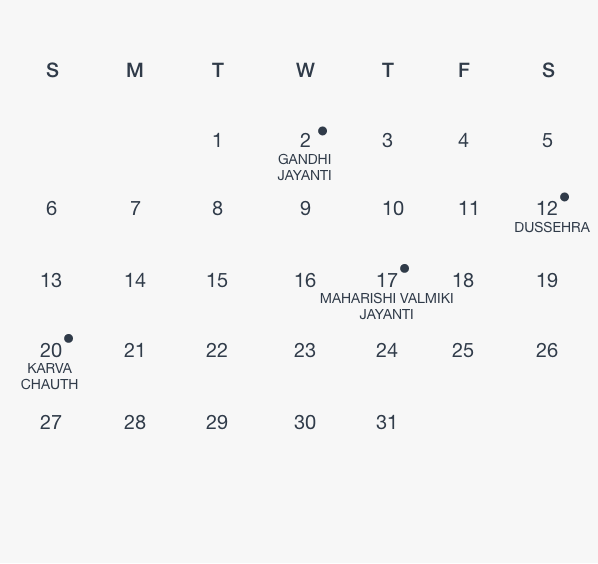 S M T W T F S
1 2 3 4 5
GANDHI
JAYANTI
6 7 8 9 10 11 12
DUSSEHRA
13 14 15 16 17 18 19
MAHARISHI VALMIKI
JAYANTI
20 21 22 23 24 25 26
KARVA
CHAUTH
27 28 29 30 31